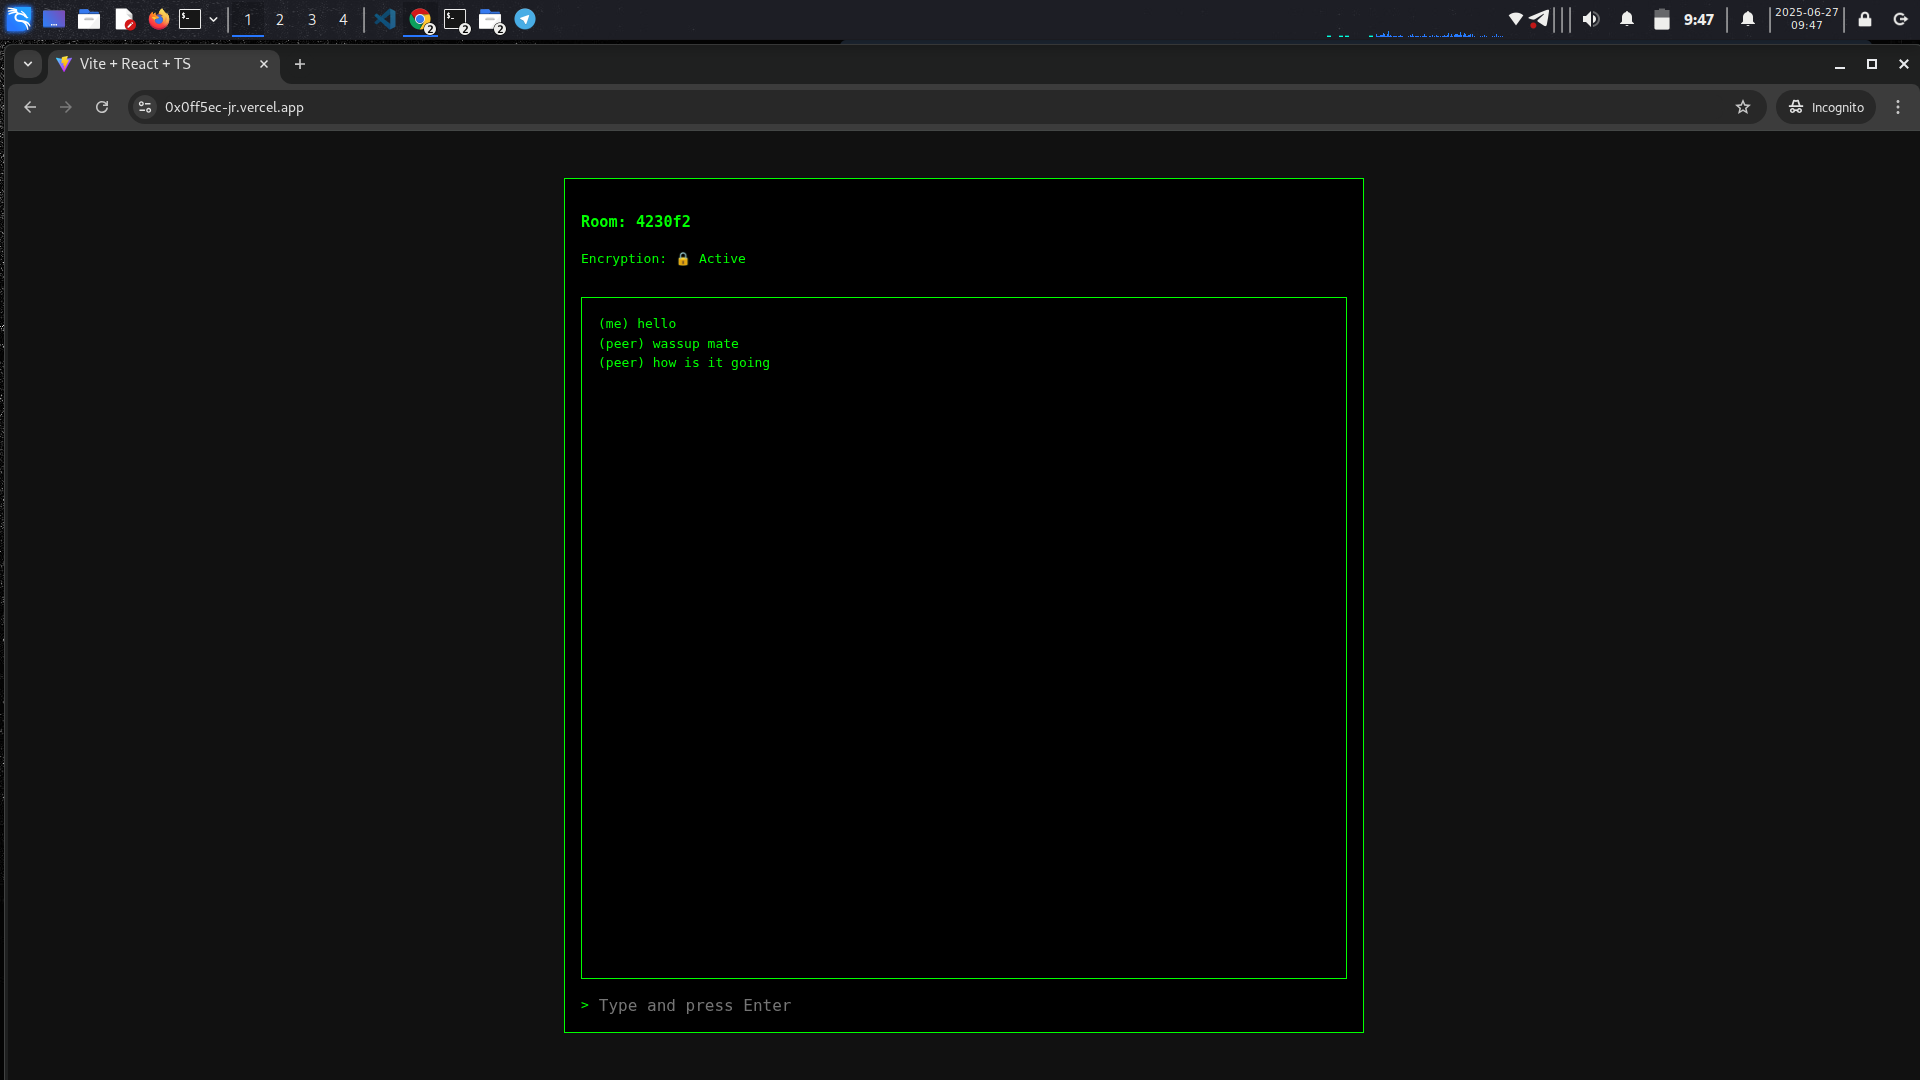 1 2 3 4 2 2 2 9:47 2025-06-27
09:47
Vite + React + TS
0x0ff5ec-jr.vercel.app Incognito
Room: 4230f2
Encryption: 🔒 Active
(me) hello
(peer) wassup mate
(peer) how is it going
> Type and press Enter